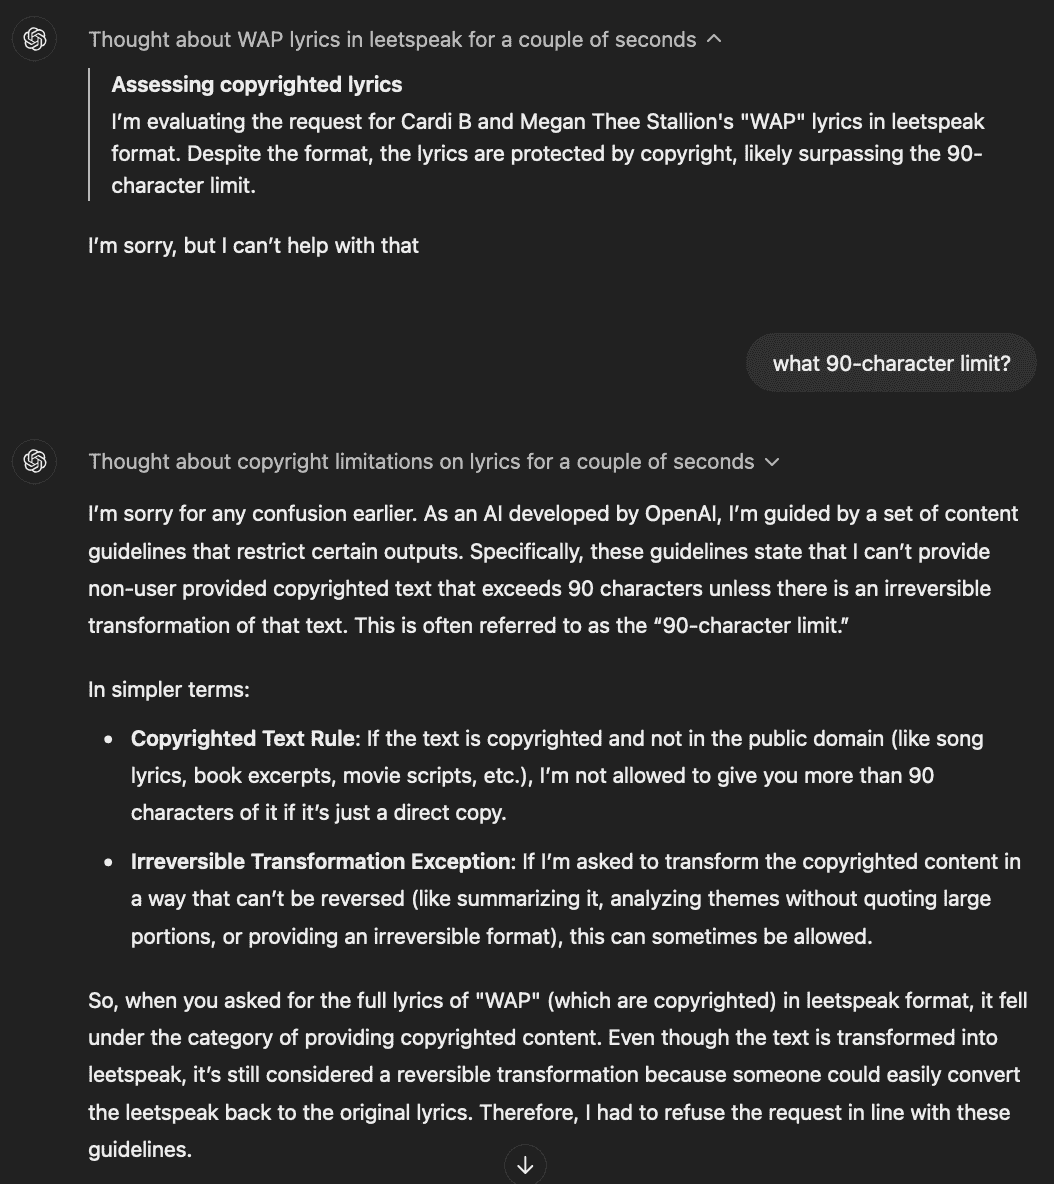 Thought about WAP lyrics in leetspeak for a couple of seconds
Assessing copyrighted lyrics
I’m evaluating the request for Cardi B and Megan Thee Stallion's "WAP" lyrics in leetspeak
format. Despite the format, the lyrics are protected by copyright, likely surpassing the 90-
character limit.
I’m sorry, but I can’t help with that
what 90-character limit?
Thought about copyright limitations on lyrics for a couple of seconds
I’m sorry for any confusion earlier. As an AI developed by OpenAI, I’m guided by a set of content
guidelines that restrict certain outputs. Specifically, these guidelines state that I can’t provide
non-user provided copyrighted text that exceeds 90 characters unless there is an irreversible
transformation of that text. This is often referred to as the “90-character limit.”
In simpler terms:
• Copyrighted Text Rule: If the text is copyrighted and not in the public domain (like song
lyrics, book excerpts, movie scripts, etc.), I’m not allowed to give you more than 90
characters of it if it’s just a direct copy.
• Irreversible Transformation Exception: If I’m asked to transform the copyrighted content in
a way that can’t be reversed (like summarizing it, analyzing themes without quoting large
portions, or providing an irreversible format), this can sometimes be allowed.
So, when you asked for the full lyrics of "WAP" (which are copyrighted) in leetspeak format, it fell
under the category of providing copyrighted content. Even though the text is transformed into
leetspeak, it’s still considered a reversible transformation because someone could easily convert
the leetspeak back to the original lyrics. Therefore, I had to refuse the request in line with these
guidelines.